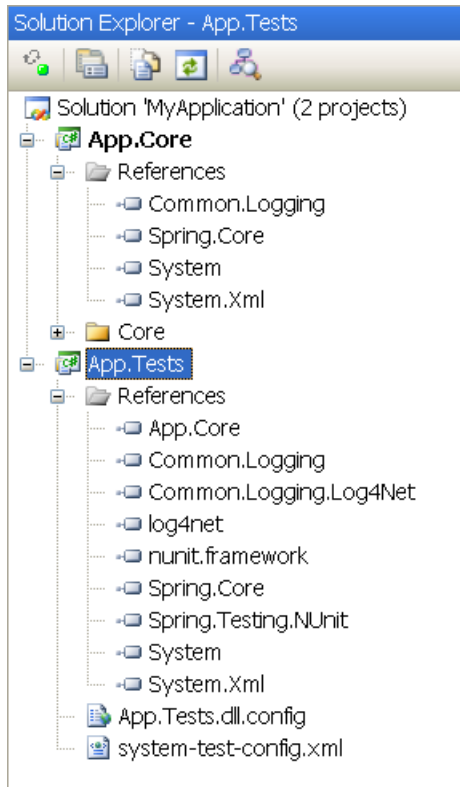 Solution Explorer - App.Tests
Solution 'MyApplication' (2 projects)
App.Core
References
Common.Logging
Spring.Core
System
System.Xml
Core
App.Tests
References
App.Core
Common.Logging
Common.Logging.Log4Net
log4net
nunit.framework
Spring.Core
Spring.Testing.NUnit
System
System.Xml
App.Tests.dll.config
system-test-config.xml